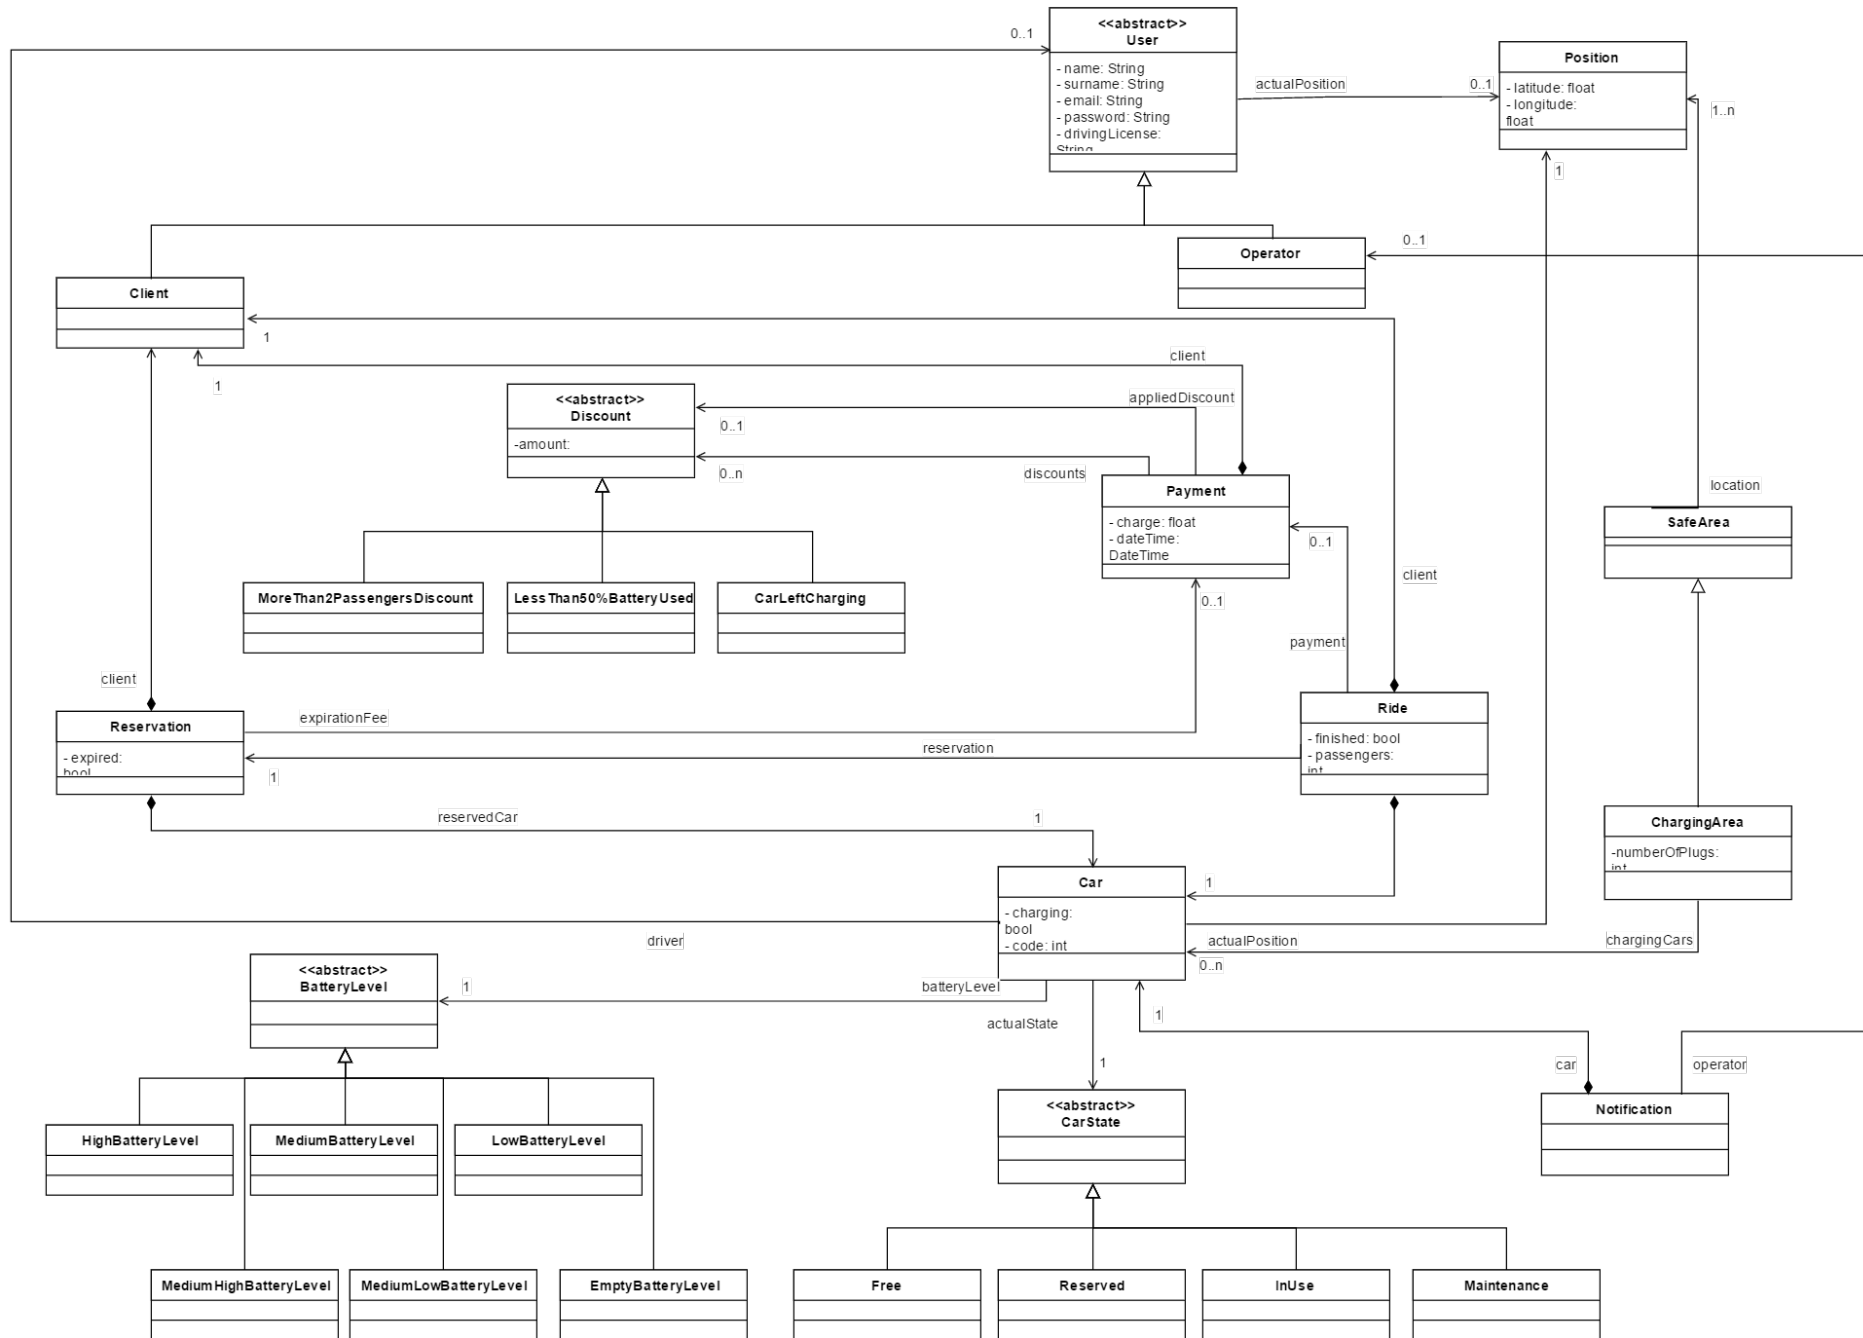 <<abstract>>
User
- name: String
- surname: String
- email: String
- password: String
- drivingLicense:
String
0..1
actualPosition
0..1
Position
- latitude: float
- longitude:
float
1..n
1
Operator
0..1
Client
1
1
client
<<abstract>>
Discount
-amount:
appliedDiscount
0..1
0..n
discounts
Payment
- charge: float
- dateTime:
DateTime
0..1
0..1
location
SafeArea
client
MoreThan2PassengersDiscount
LessThan50%BatteryUsed
CarLeftCharging
payment
client
Reservation
- expired:
bool
expirationFee
reservation
1
Ride
- finished: bool
- passengers:
int
reservedCar
1
ChargingArea
-numberOfPlugs:
int
Car
- charging:
bool
- code: int
1
driver
actualPosition
chargingCars
0..n
<<abstract>>
BatteryLevel
1
batteryLevel
actualState
1
1
car
operator
<<abstract>>
CarState
Notification
HighBatteryLevel
MediumBatteryLevel
LowBatteryLevel
MediumHighBatteryLevel
MediumLowBatteryLevel
EmptyBatteryLevel
Free
Reserved
InUse
Maintenance